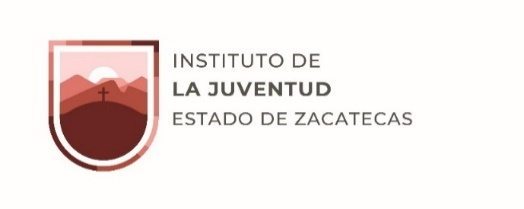 INSTITUTO DE
LA JUVENTUD
ESTADO DE ZACATECAS